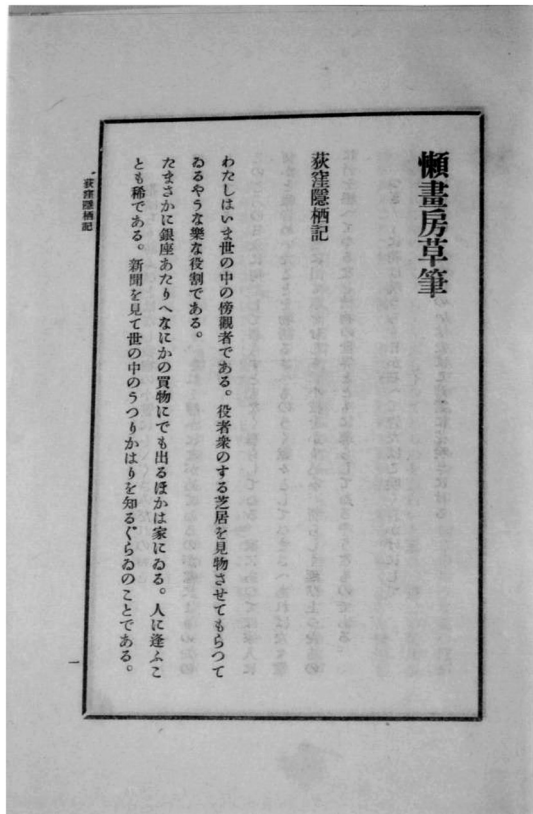 懶畫房草筆
荻窪隱栖記
わたしはいま世の中の傍觀者である。役者衆のする芝居を見物させてもらつて
ゐるやうな樂な役割である。
たまさかに銀座あたりへなにかの買物にでも出るほかは家にゐる。人に逢ふこ
とも稀である。新聞を見て世の中のうつりかはりを知るぐらゐのことである。
荻窪隱栖記
一